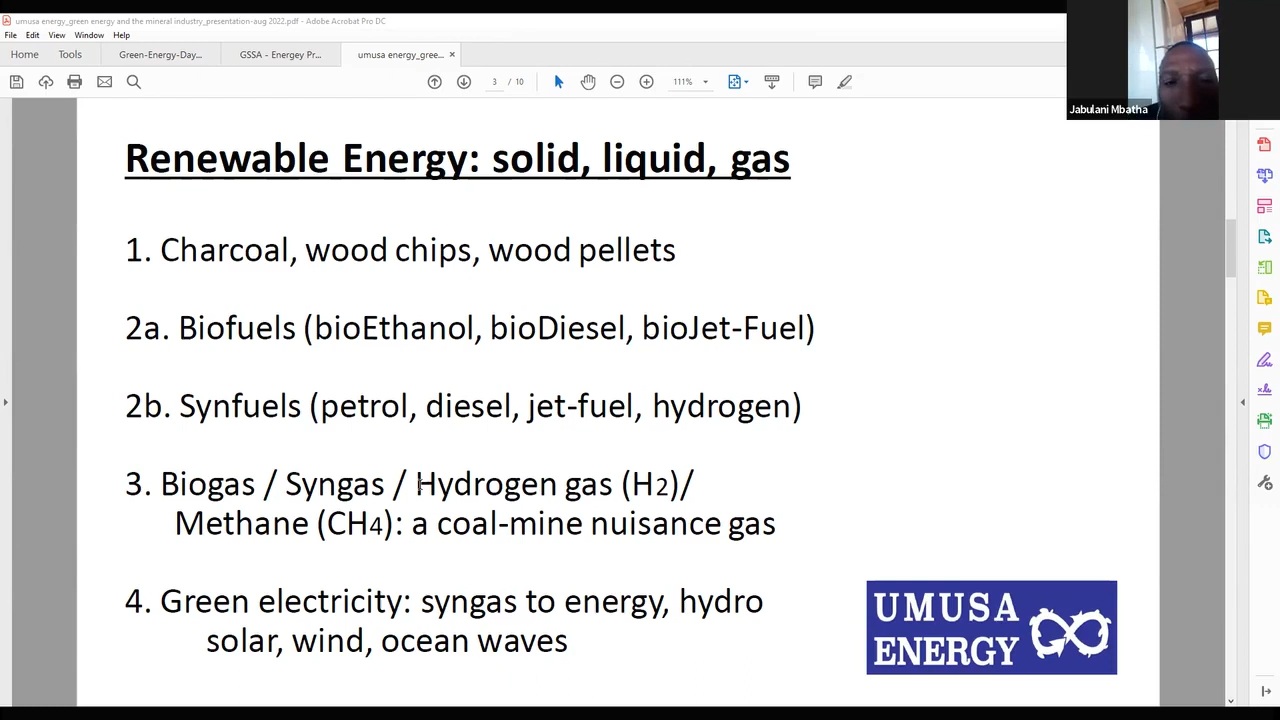 umusa energy_green energy and the mineral industry_presentation-aug 2022.pdf - Adobe Acrobat Pro DC
File Edit View Window Help
Home Tools Green-Energy-Day... GSSA - Energey Pr... umusa energy_gree... ×
3 / 10 111%
Jabulani Mbatha
Renewable Energy: solid, liquid, gas
1. Charcoal, wood chips, wood pellets
2a. Biofuels (bioEthanol, bioDiesel, bioJet-Fuel)
2b. Synfuels (petrol, diesel, jet-fuel, hydrogen)
3. Biogas / Syngas / Hydrogen gas (H2)/
Methane (CH4): a coal-mine nuisance gas
4. Green electricity: syngas to energy, hydro
solar, wind, ocean waves
UMUSA
ENERGY